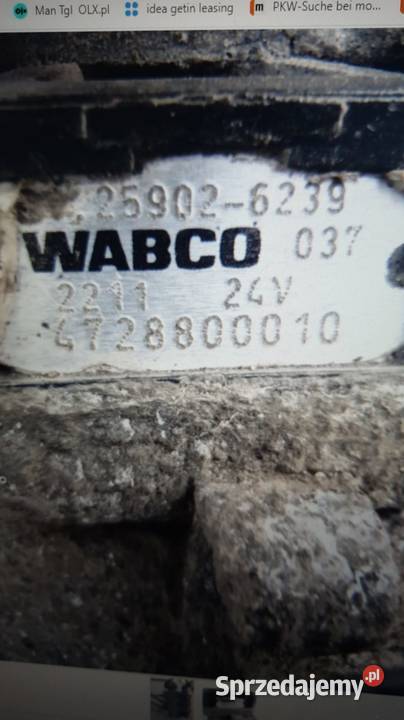 Man Tgl OLX.pl idea getin leasing m PKW-Suche bei mo...
25902-6239
WABCO 037
2211 24V
4728800010
Sprzedajemy.pl